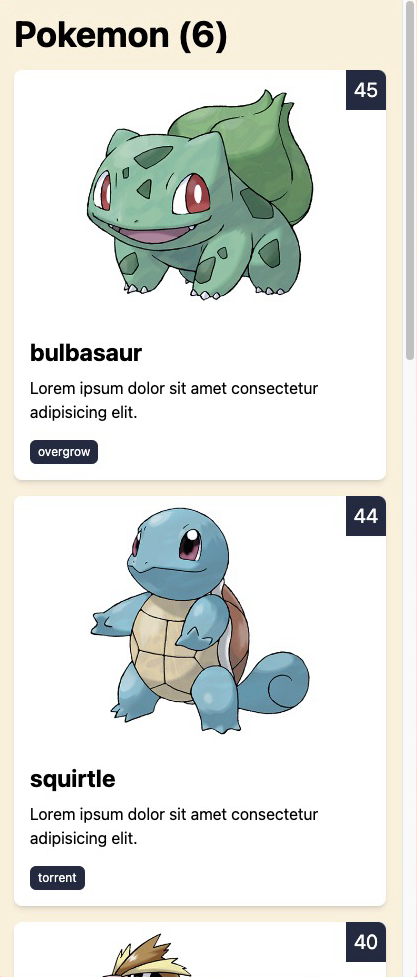 Pokemon (6)
45
bulbasaur
Lorem ipsum dolor sit amet consectetur
adipisicing elit.
overgrow
44
squirtle
Lorem ipsum dolor sit amet consectetur
adipisicing elit.
torrent
40